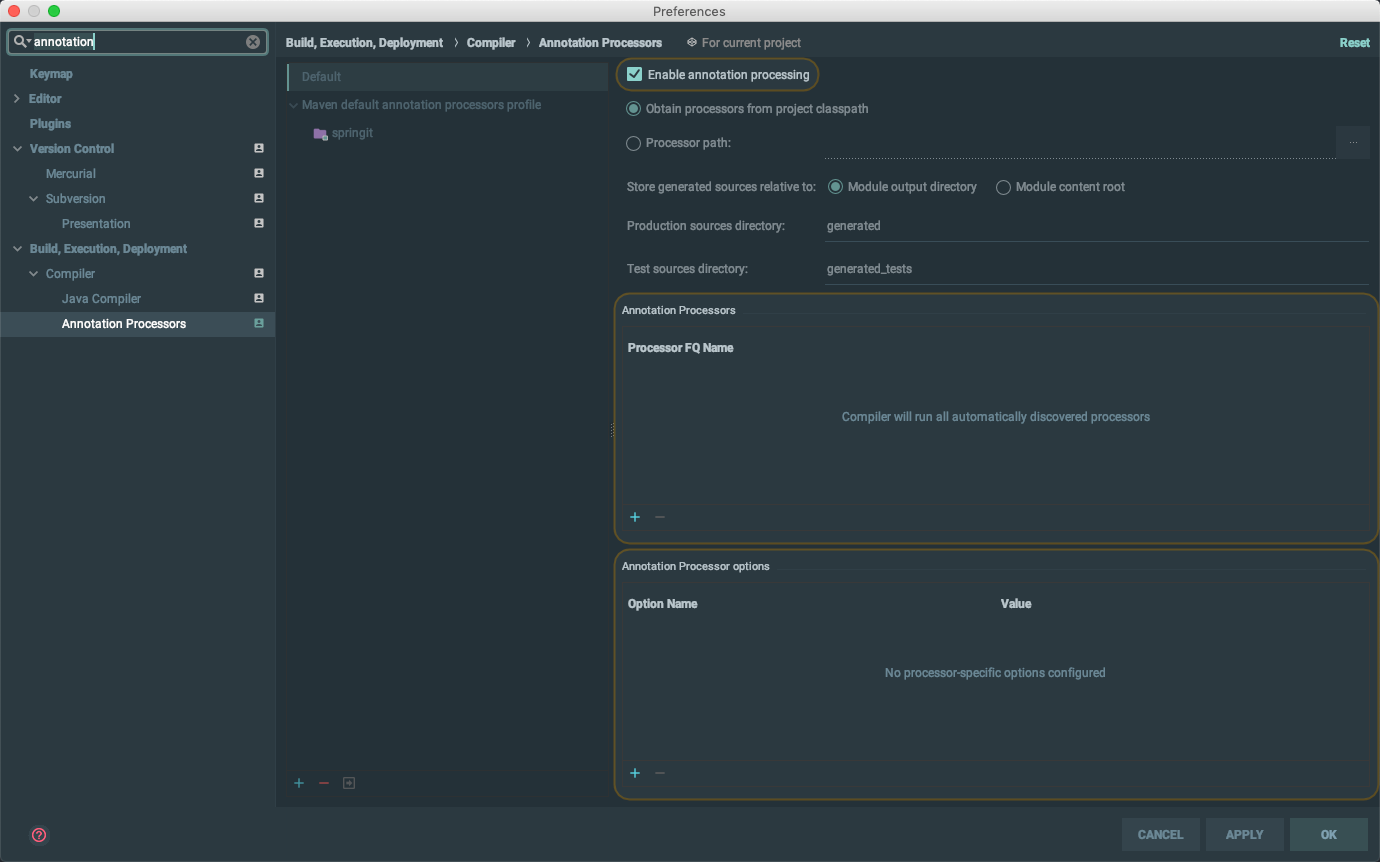 Preferences
annotation
Keymap
Editor
Plugins
Version Control
Mercurial
Subversion
Presentation
Build, Execution, Deployment
Compiler
Java Compiler
Annotation Processors
Build, Execution, Deployment › Compiler › Annotation Processors For current project Reset
Default
Maven default annotation processors profile
springit
Enable annotation processing
Obtain processors from project classpath
Processor path: ...
Store generated sources relative to: Module output directory Module content root
Production sources directory: generated
Test sources directory: generated_tests
Annotation Processors
Processor FQ Name
Compiler will run all automatically discovered processors
Annotation Processor options
Option Name Value
No processor-specific options configured
CANCEL APPLY OK